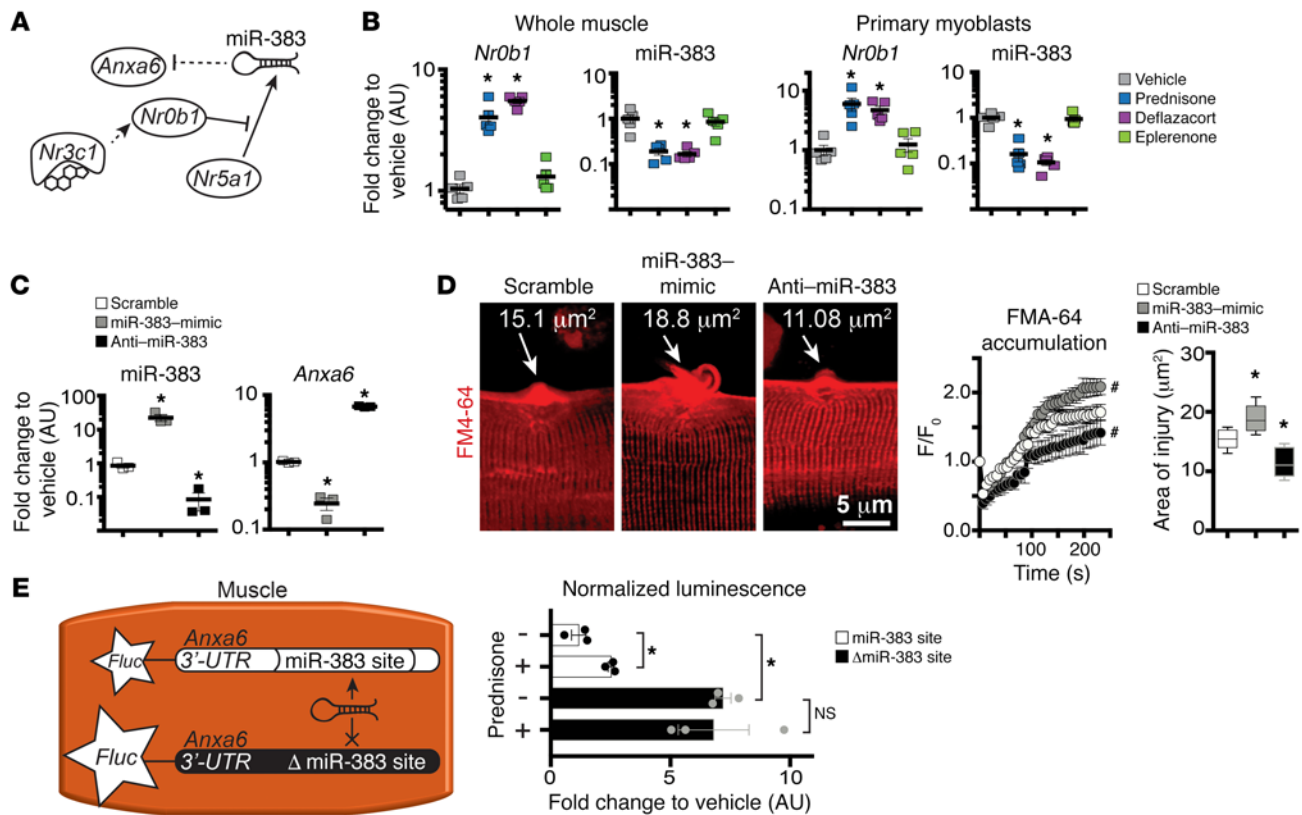 A
miR-383
Anxa6
Nr0b1
Nr3c1
Nr5a1
B
Whole muscle
Primary myoblasts
Nr0b1
miR-383
Nr0b1
miR-383
Fold change to
vehicle (AU)
10
1
*
*
10
1
0.1
*
*
10
1
0.1
*
*
10
1
0.1
*
*
Vehicle
Prednisone
Deflazacort
Eplerenone
C
Scramble
miR-383–mimic
Anti–miR-383
miR-383
Anxa6
Fold change to
vehicle (AU)
100
10
1
0.1
0.01
*
*
10
1
0.1
*
*
D
Scramble
miR-383–
mimic
Anti–miR-383
15.1 μm²
18.8 μm²
11.08 μm²
FM4-64
5 μm
FMA-64
accumulation
F/F₀
2.0
1.0
0.0
100
200
Time (s)
#
#
Scramble
miR-383–mimic
Anti–miR-383
Area of injury (μm²)
30
20
10
0
*
*
E
Muscle
Fluc
Anxa6
3'-UTR
miR-383 site
Fluc
Anxa6
3'-UTR
Δ miR-383 site
Normalized luminescence
Prednisone
–
+
–
+
*
*
NS
0
5
10
Fold change to vehicle (AU)
miR-383 site
ΔmiR-383 site